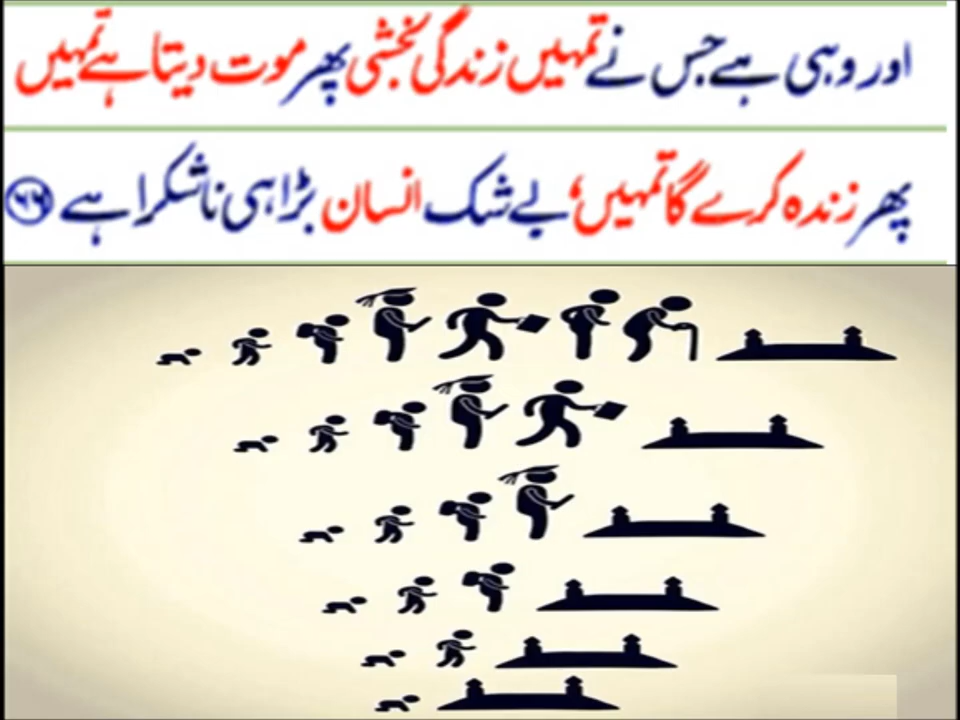 اور وہی ہے جس نے تمہیں زندگی بخشی پھر موت دیتا ہے تمہیں
پھر زندہ کرے گا تمہیں، بے شک انسان بڑا ہی ناشکرا ہے ۶۶